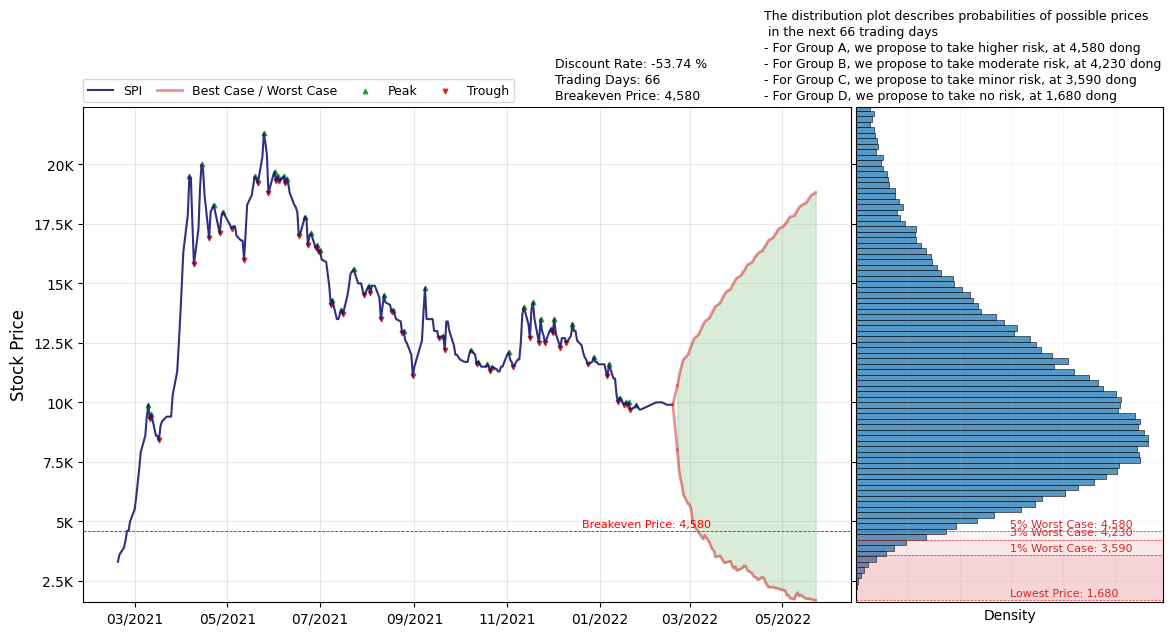 The distribution plot describes probabilities of possible prices
in the next 66 trading days
- For Group A, we propose to take higher risk, at 4,580 dong
- For Group B, we propose to take moderate risk, at 4,230 dong
- For Group C, we propose to take minor risk, at 3,590 dong
- For Group D, we propose to take no risk, at 1,680 dong
Discount Rate: -53.74 %
Trading Days: 66
Breakeven Price: 4,580
SPI
Best Case / Worst Case
Peak
Trough
Stock Price
20K
17.5K
15K
12.5K
10K
7.5K
5K
2.5K
Breakeven Price: 4,580
5% Worst Case: 4,580
3% Worst Case: 4,230
1% Worst Case: 3,590
Lowest Price: 1,680
03/2021
05/2021
07/2021
09/2021
11/2021
01/2022
03/2022
05/2022
Density